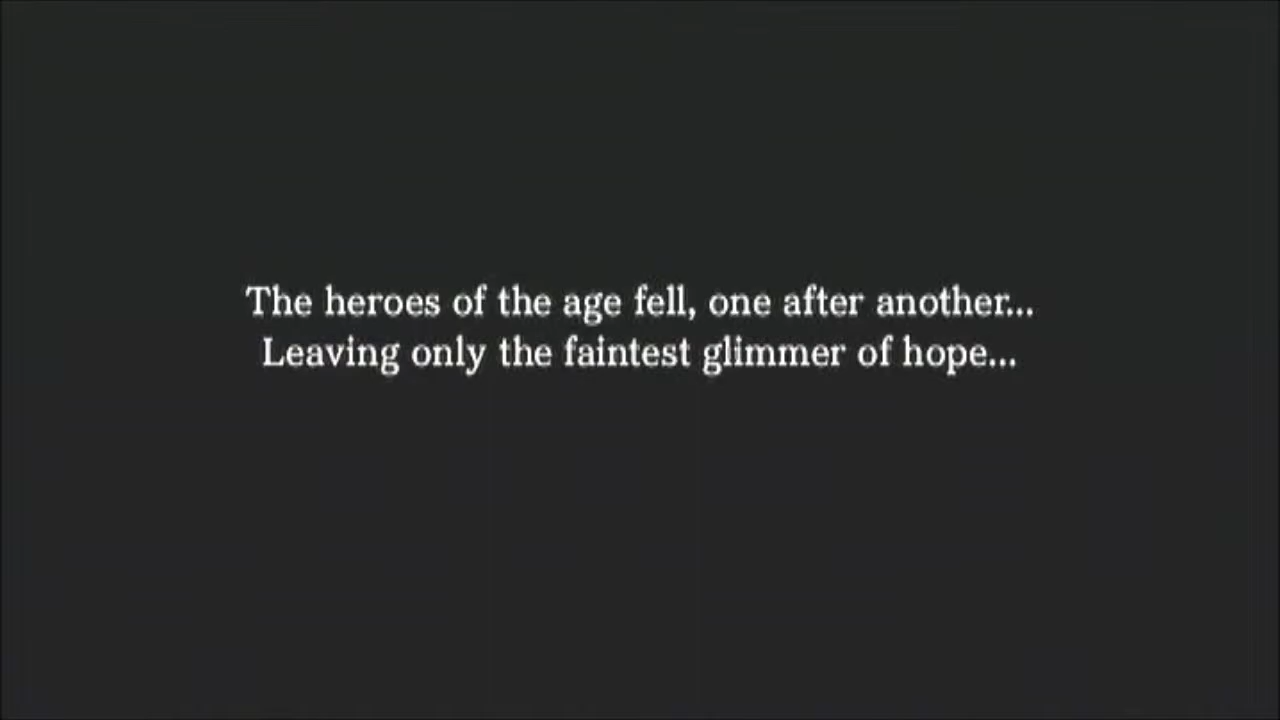 The heroes of the age fell, one after another...
Leaving only the faintest glimmer of hope...